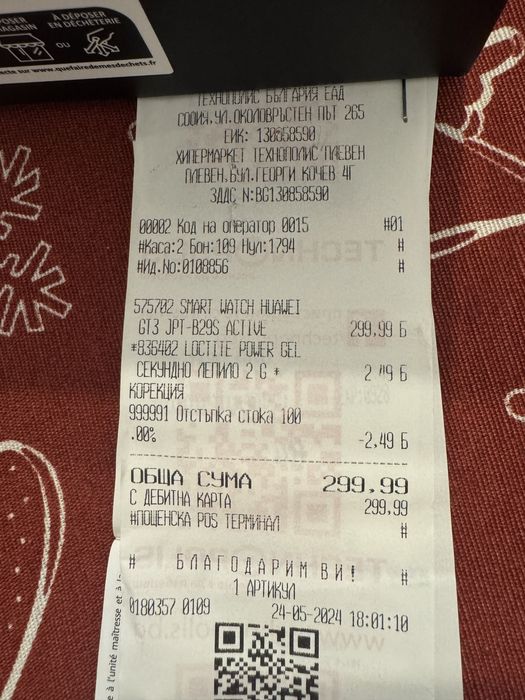 À DÉPOSER
EN DÉCHÈTERIE
OU
www.quefairedemesdechets.fr
ТЕХНОПОЛИС БЪЛГАРИЯ ЕАД
СОФИЯ,УЛ.ОКОЛОВРЪСТЕН ПЪТ 265
ЕИК: 130858590
ХИПЕРМАРКЕТ ТЕХНОПОЛИС ПЛЕВЕН
ПЛЕВЕН,БУЛ.ГЕОРГИ КОЧЕВ 4Г
ЗДДС N:BG130858590
00002 Код на оператор 0015 #01
#Каса:2 Бон:109 Нул:1794 #
#Ид.No:0108856 #
575702 SMART WATCH HUAWEI
GT3 JPT-B29S ACTIVE 299,99 Б
*836402 LOCTITE POWER GEL
СЕКУНДНО ЛЕПИЛО 2 G * 2,49 Б
КОРЕКЦИЯ
999991 Отстъпка стока 100
.00% -2,49 Б
ОБЩА СУМА 299,99
С ДЕБИТНА КАРТА 299,99
#ПОЩЕНСКА POS ТЕРМИНАЛ #
# БЛАГОДАРИМ ВИ! #
1 АРТИКУЛ
0180357 0109 24-05-2024 18:01:10
à l'unité maîtresse et à